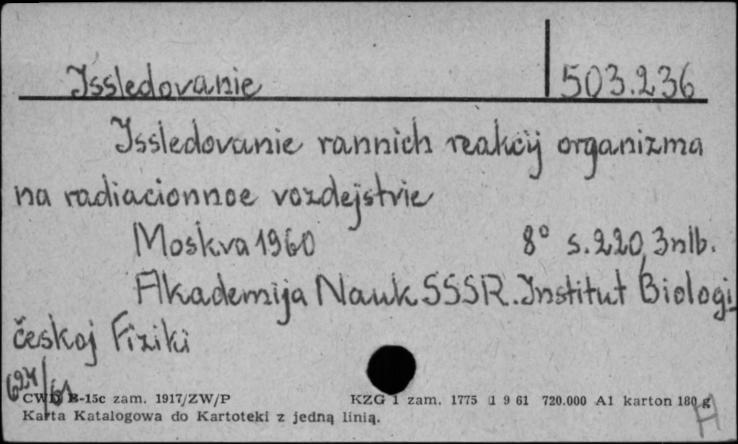 Issledovanie 503.236
Issledovanie rannich reakcij organizma
na radiacionnoe vozdejstvie
Moskva 1960 8° s. 220, 3 nlb.
Akademija Nauk SSSR. Institut Biologi-
českoj Fiziki
CWD B-15c zam. 1917/ZW/P KZG 1 zam. 1775 d 9 61 720.000 A1 karton 180 g
Karta Katalogowa do Kartoteki z jedną linią.
H